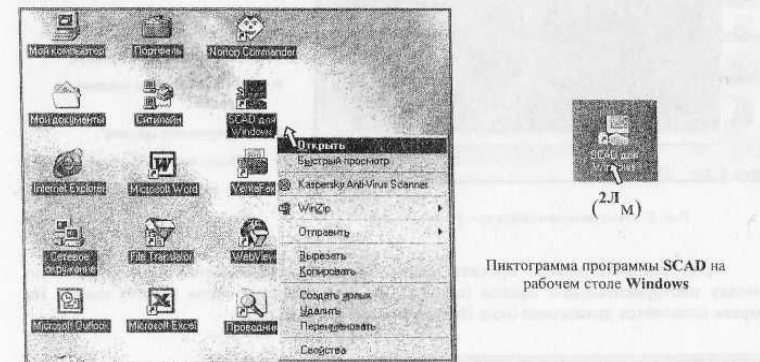 Мой компьютер
Портфель
Norton Commander
Мои документы
Ситилайн
SCAD для
Windows
Открыть
Быстрый просмотр
Internet Explorer
Microsoft Word
VentaFax
Kaspersky Anti-Virus Scanner
WinZip
Отправить
Сетевое
окружение
File Translator
WebView
Вырезать
Копировать
Microsoft Outlook
Microsoft Excel
Проводник
Создать ярлык
Удалить
Переименовать
Свойства
SCAD для
Windows
(2.Л м)
Пиктограмма программы SCAD на
рабочем столе Windows